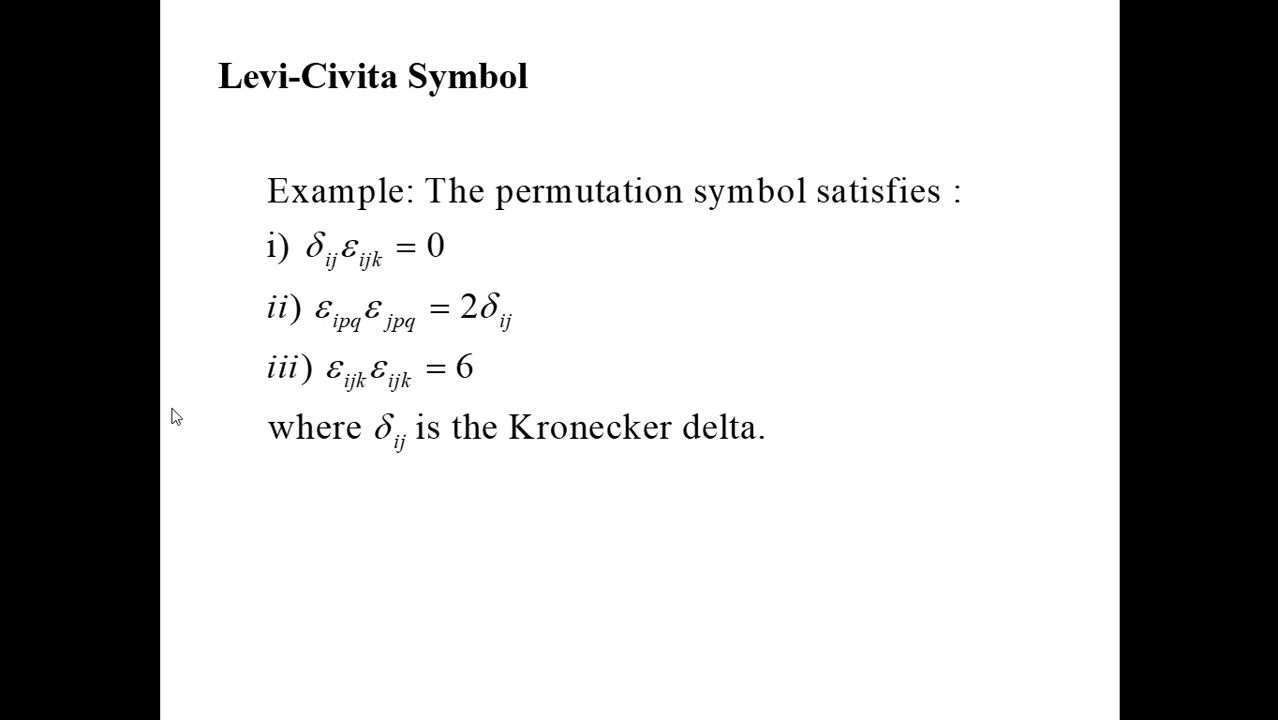 Levi-Civita Symbol
Example: The permutation symbol satisfies :
i) δ_ij ε_ijk = 0
ii) ε_ipq ε_jpq = 2δ_ij
iii) ε_ijk ε_ijk = 6
where δ_ij is the Kronecker delta.